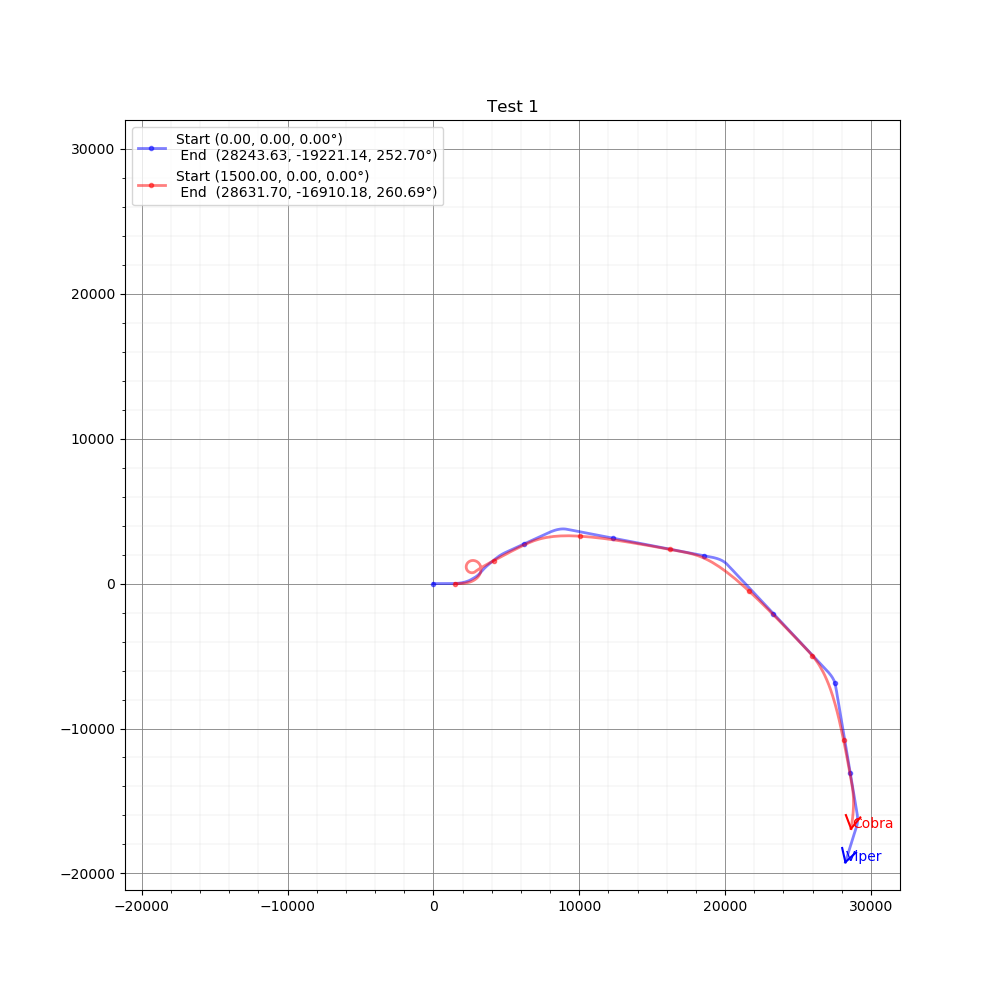 Test 1
Start (0.00, 0.00, 0.00°)
End  (28243.63, -19221.14, 252.70°)
Start (1500.00, 0.00, 0.00°)
End  (28631.70, -16910.18, 260.69°)
30000
20000
10000
0
−10000
−20000
Cobra
Viper
−20000 −10000 0 10000 20000 30000